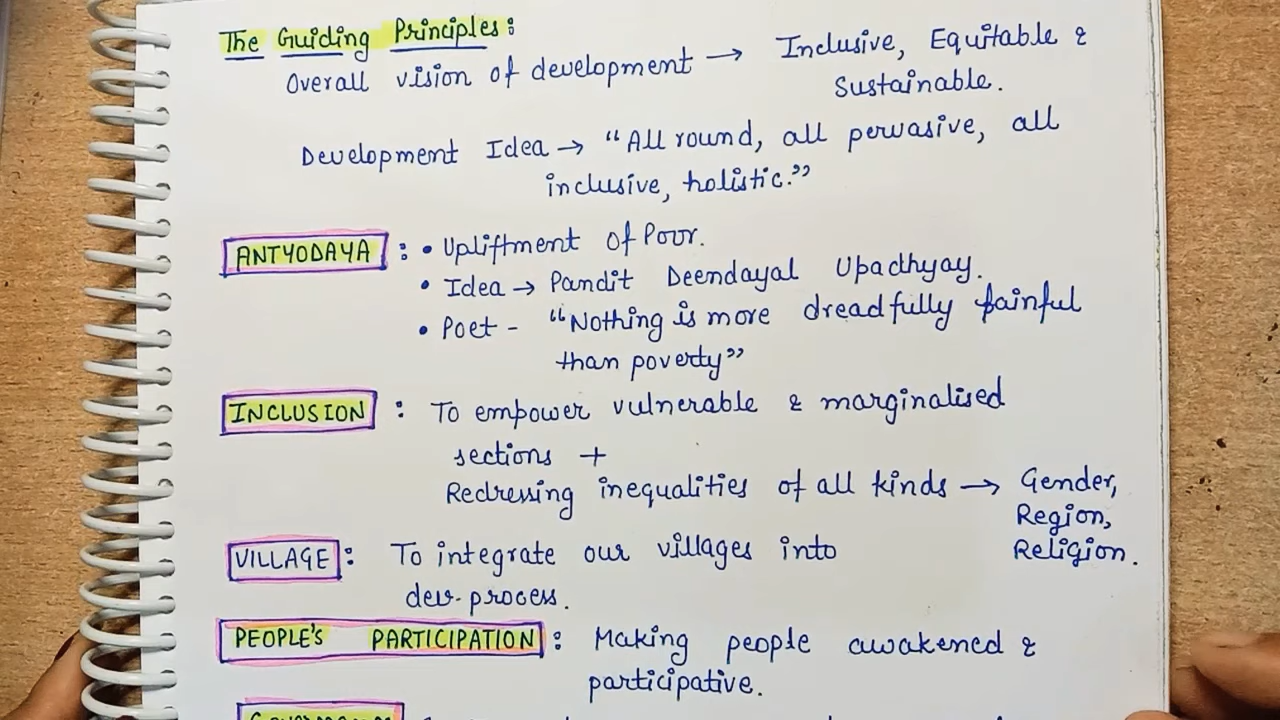 The Guiding Principles:
Overall vision of development → Inclusive, Equitable &
Sustainable.
Development Idea → "All round, all pervasive, all
inclusive, holistic."
ANTYODAYA : • Upliftment of Poor.
• Idea → Pandit Deendayal Upadhyay.
• Poet - "Nothing is more dreadfully painful
than poverty"
INCLUSION : To empower vulnerable & marginalised
sections +
Redressing inequalities of all kinds → Gender,
Region,
Religion.
VILLAGE : To integrate our villages into
dev. process.
PEOPLE'S PARTICIPATION : Making people awakened &
participative.